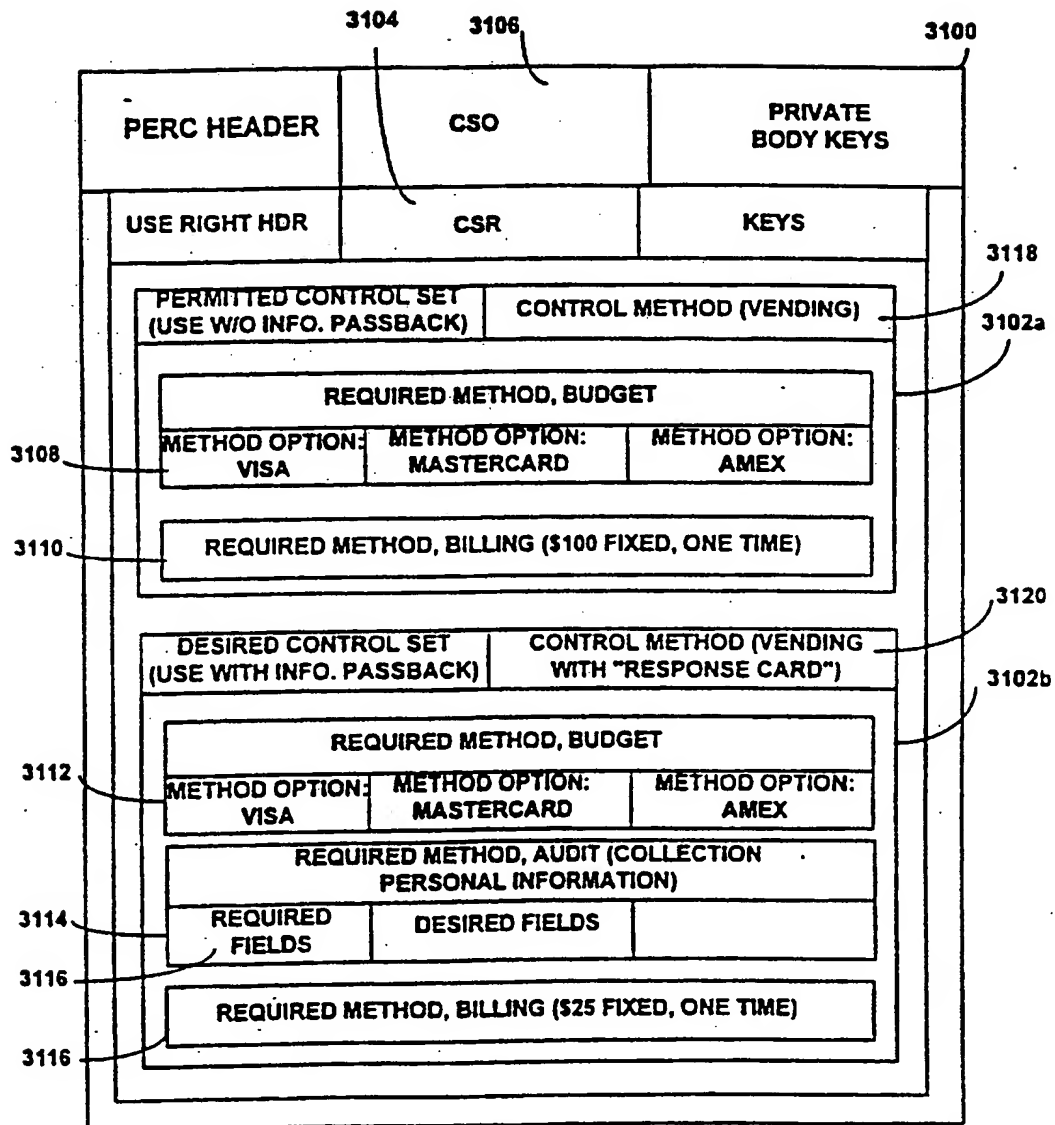 3104
3106
3100
PERC HEADER
CSO
PRIVATE
BODY KEYS
USE RIGHT HDR
CSR
KEYS
3118
PERMITTED CONTROL SET
(USE W/O INFO. PASSBACK)
CONTROL METHOD (VENDING)
3102a
REQUIRED METHOD, BUDGET
3108
METHOD OPTION:
VISA
METHOD OPTION:
MASTERCARD
METHOD OPTION:
AMEX
3110
REQUIRED METHOD, BILLING ($100 FIXED, ONE TIME)
3120
DESIRED CONTROL SET
(USE WITH INFO. PASSBACK)
CONTROL METHOD (VENDING
WITH "RESPONSE CARD")
3102b
REQUIRED METHOD, BUDGET
3112
METHOD OPTION:
VISA
METHOD OPTION:
MASTERCARD
METHOD OPTION:
AMEX
REQUIRED METHOD, AUDIT (COLLECTION
PERSONAL INFORMATION)
3114
REQUIRED
FIELDS
DESIRED FIELDS
3116
REQUIRED METHOD, BILLING ($25 FIXED, ONE TIME)
3116